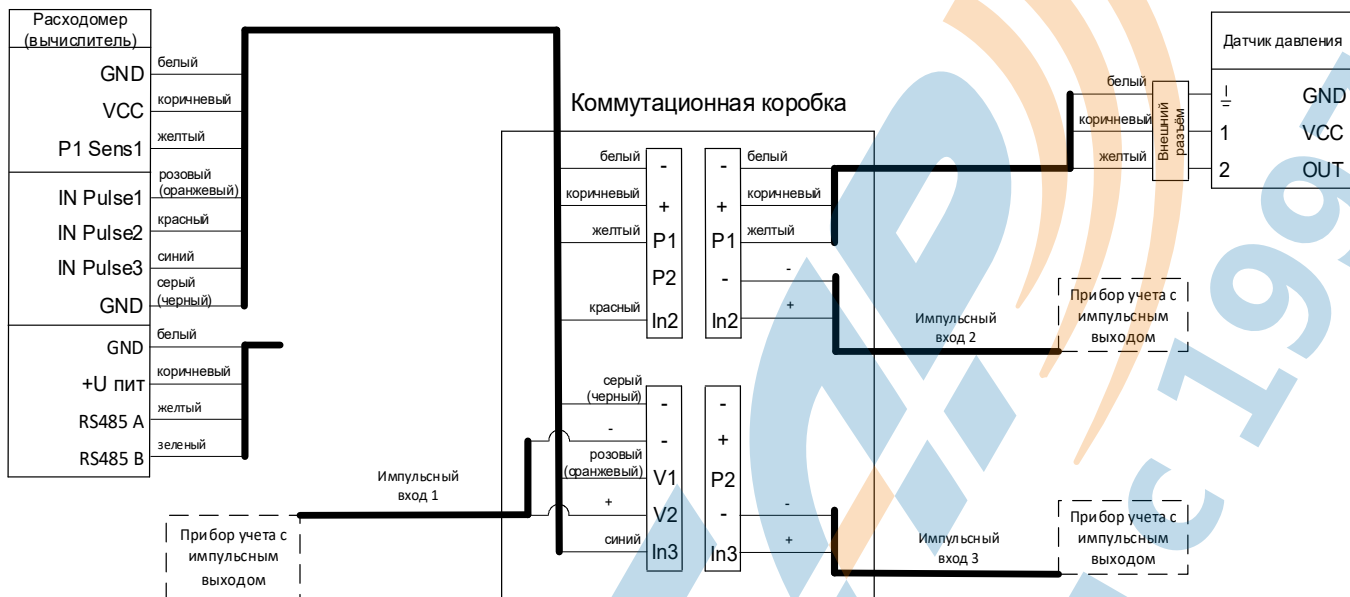 Расходомер
(вычислитель)
GND
белый
VCC
коричневый
P1 Sens1
желтый
IN Pulse1
розовый
(оранжевый)
IN Pulse2
красный
IN Pulse3
синий
GND
серый
(черный)
GND
белый
+U пит
коричневый
RS485 A
желтый
RS485 B
зеленый
Коммутационная коробка
белый
-
коричневый
+
желтый
P1
P2
красный
In2
-
белый
+
коричневый
P1
желтый
-
-
In2
+
серый
(черный)
-
-
-
розовый
(оранжевый)
V1
+
V2
синий
In3
-
+
P2
-
-
In3
+
Импульсный
вход 1
Прибор учета с
импульсным
выходом
Импульсный
вход 2
Прибор учета с
импульсным
выходом
Импульсный
вход 3
Прибор учета с
импульсным
выходом
Датчик давления
белый
коричневый
желтый
Внешний
разъём
GND
1
VCC
2
OUT
с 1997